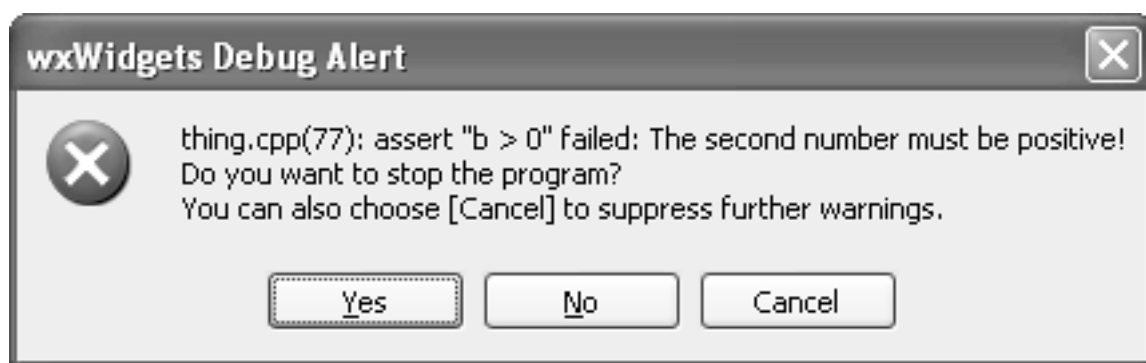 wxWidgets Debug Alert
thing.cpp(77): assert "b > 0" failed: The second number must be positive!
Do you want to stop the program?
You can also choose [Cancel] to suppress further warnings.
Yes
No
Cancel